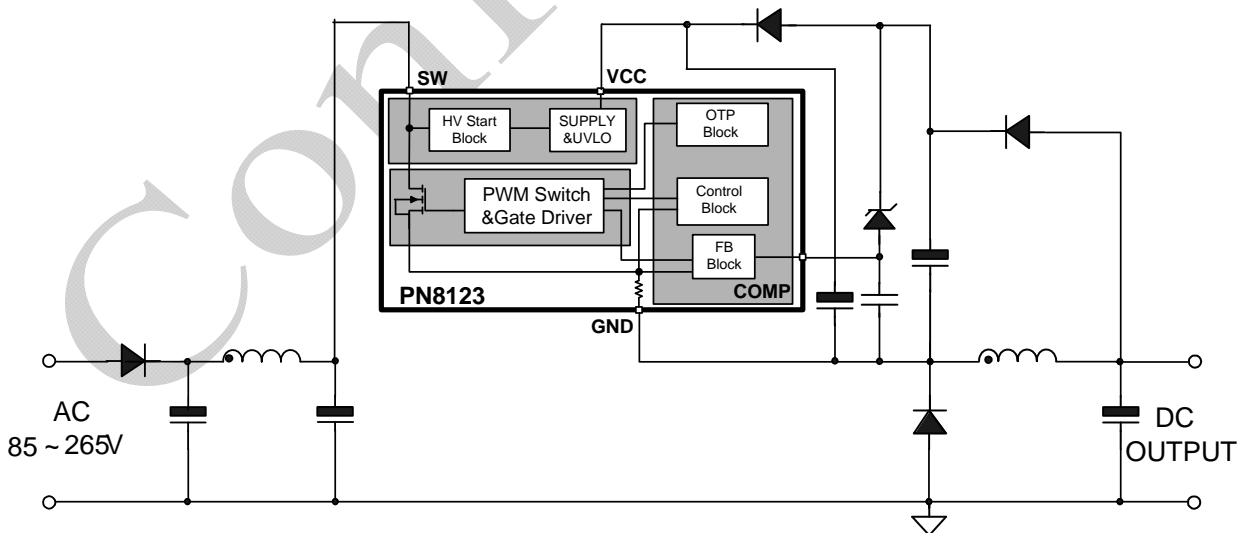 Con
SW
VCC
HV Start
Block
SUPPLY
&UVLO
OTP
Block
PWM Switch
&Gate Driver
Control
Block
FB
Block
COMP
PN8123
GND
AC
85 ~ 265V
DC
OUTPUT